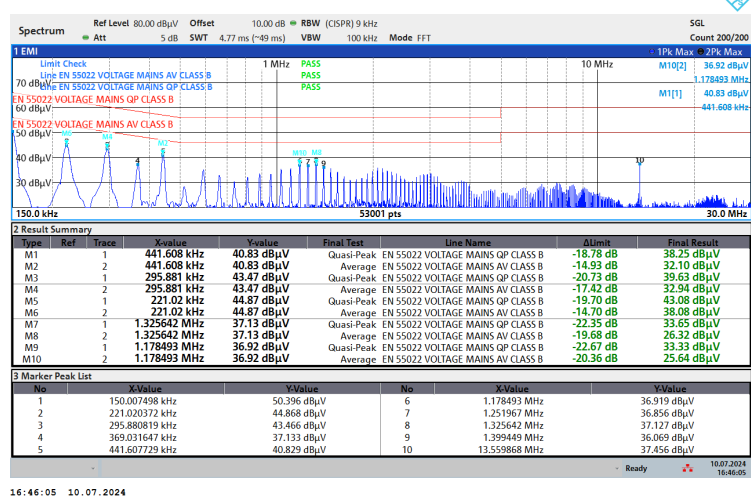 Spectrum
Ref Level 80.00 dBµV Offset 10.00 dB RBW (CISPR) 9 kHz SGL
Att 5 dB SWT 4.77 ms (~49 ms) VBW 100 kHz Mode FFT Count 200/200
1 EMI 1Pk Max 2Pk Max
Limit Check 1 MHz PASS 10 MHz M10[2] 36.92 dBµV
Line EN 55022 VOLTAGE MAINS AV CLASS B PASS 1.178493 MHz
70 dBµV
Line EN 55022 VOLTAGE MAINS QP CLASS B PASS M1[1] 40.83 dBµV
EN 55022 VOLTAGE MAINS QP CLASS B 441.608 kHz
60 dBµV
EN 55022 VOLTAGE MAINS AV CLASS B
50 dBµV
M6 M4 M2 M10 M8
40 dBµV 4 7 9 10
30 dBµV
150.0 kHz 53001 pts 30.0 MHz
2 Result Summary
Type Ref Trace X-value Y-value Final Test Line Name ΔLimit Final Result
M1 1 441.608 kHz 40.83 dBµV Quasi-Peak EN 55022 VOLTAGE MAINS QP CLASS B -18.78 dB 38.25 dBµV
M2 2 441.608 kHz 40.83 dBµV Average EN 55022 VOLTAGE MAINS AV CLASS B -14.93 dB 32.10 dBµV
M3 1 295.881 kHz 43.47 dBµV Quasi-Peak EN 55022 VOLTAGE MAINS QP CLASS B -20.73 dB 39.63 dBµV
M4 2 295.881 kHz 43.47 dBµV Average EN 55022 VOLTAGE MAINS AV CLASS B -17.42 dB 32.94 dBµV
M5 1 221.02 kHz 44.87 dBµV Quasi-Peak EN 55022 VOLTAGE MAINS QP CLASS B -19.70 dB 43.08 dBµV
M6 2 221.02 kHz 44.87 dBµV Average EN 55022 VOLTAGE MAINS AV CLASS B -14.70 dB 38.08 dBµV
M7 1 1.325642 MHz 37.13 dBµV Quasi-Peak EN 55022 VOLTAGE MAINS QP CLASS B -22.35 dB 33.65 dBµV
M8 2 1.325642 MHz 37.13 dBµV Average EN 55022 VOLTAGE MAINS AV CLASS B -19.68 dB 26.32 dBµV
M9 1 1.178493 MHz 36.92 dBµV Quasi-Peak EN 55022 VOLTAGE MAINS QP CLASS B -22.67 dB 33.33 dBµV
M10 2 1.178493 MHz 36.92 dBµV Average EN 55022 VOLTAGE MAINS AV CLASS B -20.36 dB 25.64 dBµV
3 Marker Peak List
No X-Value Y-Value No X-Value Y-Value
1 150.007498 kHz 50.396 dBµV 6 1.178493 MHz 36.919 dBµV
2 221.020372 kHz 44.868 dBµV 7 1.251967 MHz 36.856 dBµV
3 295.880819 kHz 43.466 dBµV 8 1.325642 MHz 37.127 dBµV
4 369.031647 kHz 37.133 dBµV 9 1.399449 MHz 36.069 dBµV
5 441.607729 kHz 40.829 dBµV 10 13.559868 MHz 37.456 dBµV
Ready 10.07.2024
16:46:05
16:46:05 10.07.2024